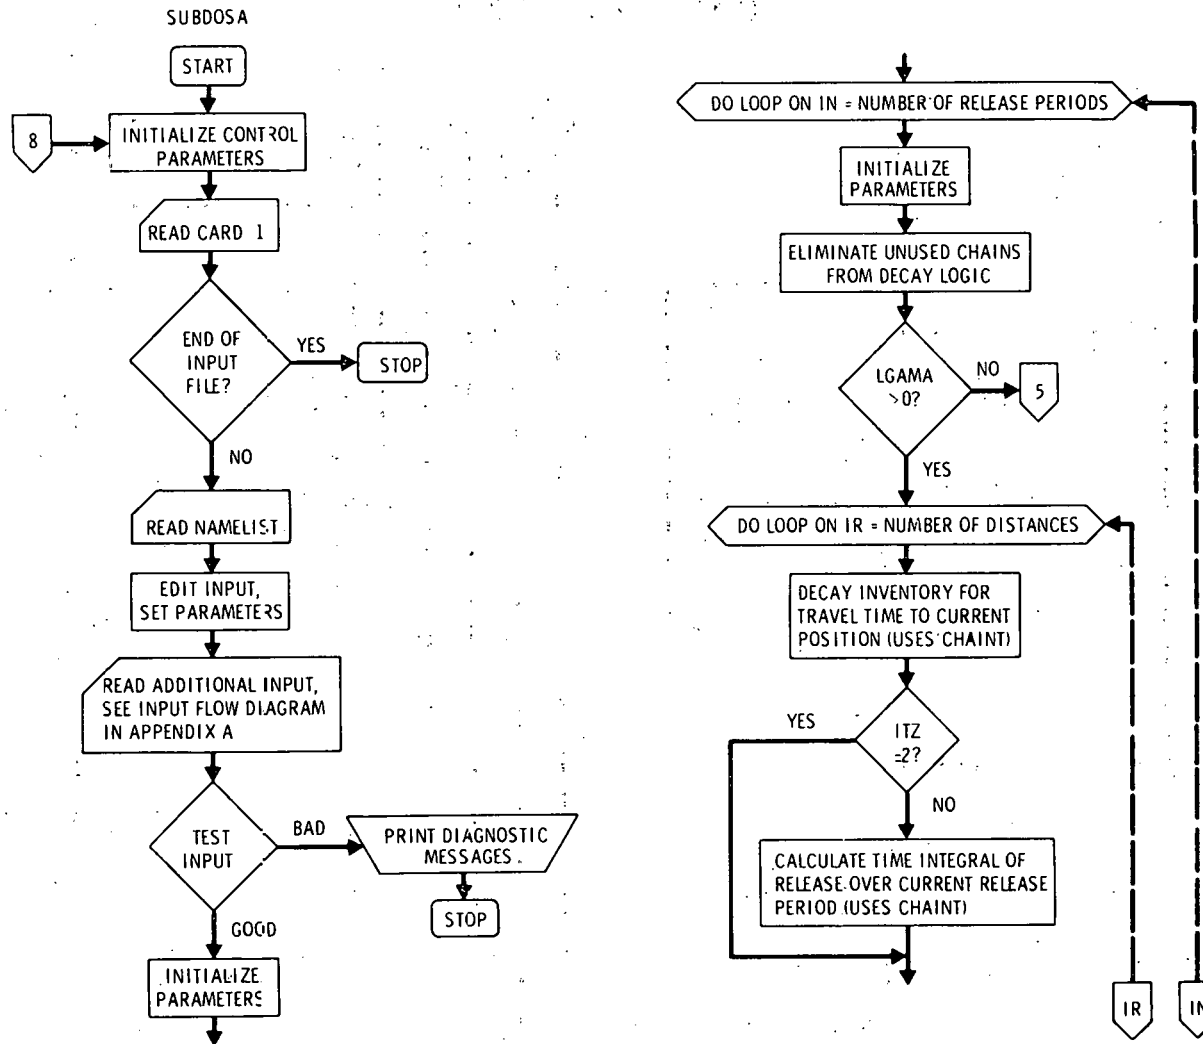 SUBDOSA
START
8
INITIALIZE CONTROL
PARAMETERS
READ CARD 1
END OF
INPUT
FILE?
YES
STOP
NO
READ NAMELIST
EDIT INPUT,
SET PARAMETERS
READ ADDITIONAL INPUT,
SEE INPUT FLOW DIAGRAM
IN APPENDIX A
TEST
INPUT
BAD
PRINT DIAGNOSTIC
MESSAGES
STOP
GOOD
INITIALIZE
PARAMETERS
DO LOOP ON IN = NUMBER OF RELEASE PERIODS
INITIALIZE
PARAMETERS
ELIMINATE UNUSED CHAINS
FROM DECAY LOGIC
LGAMA
>0?
NO
5
YES
DO LOOP ON IR = NUMBER OF DISTANCES
DECAY INVENTORY FOR
TRAVEL TIME TO CURRENT
POSITION (USES CHAINT)
YES
ITZ
=2?
NO
CALCULATE TIME INTEGRAL OF
RELEASE OVER CURRENT RELEASE
PERIOD (USES CHAINT)
IR
IN